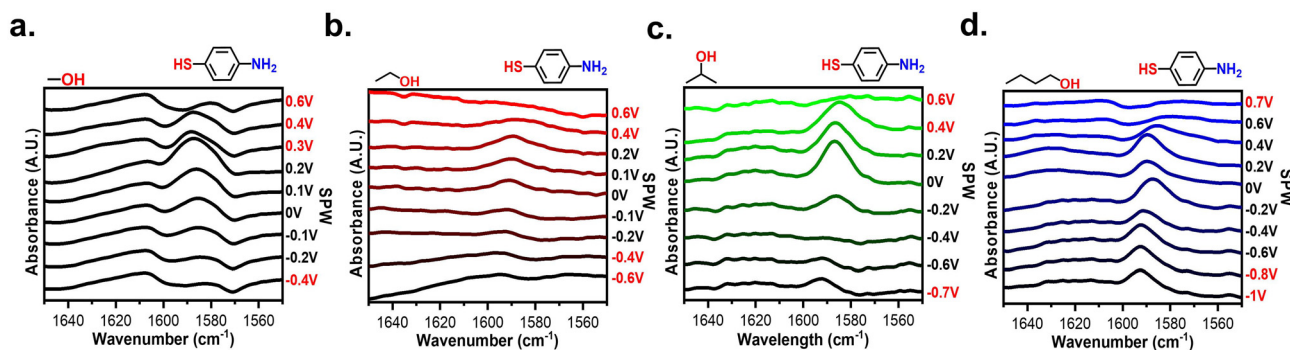 a.
OH
HS
NH2
0.6V
0.4V
0.3V
0.2V
0.1V
0V
-0.1V
-0.2V
-0.4V
SPW
Absorbance (A.U.)
1640 1620 1600 1580 1560
Wavenumber (cm-1)
b.
OH
HS
NH2
0.6V
0.4V
0.2V
0.1V
0V
-0.1V
-0.2V
-0.4V
-0.6V
SPW
Absorbance (A.U.)
1640 1620 1600 1580 1560
Wavenumber (cm-1)
c.
OH
HS
NH2
0.6V
0.4V
0.2V
0V
-0.2V
-0.4V
-0.6V
-0.7V
SPW
Absorbance (A.U.)
1640 1620 1600 1580 1560
Wavelength (cm-1)
d.
OH
HS
NH2
0.7V
0.6V
0.4V
0.2V
0V
-0.2V
-0.4V
-0.6V
-0.8V
-1V
SPW
Absorbance (A.U.)
1640 1620 1600 1580 1560
Wavenumber (cm-1)